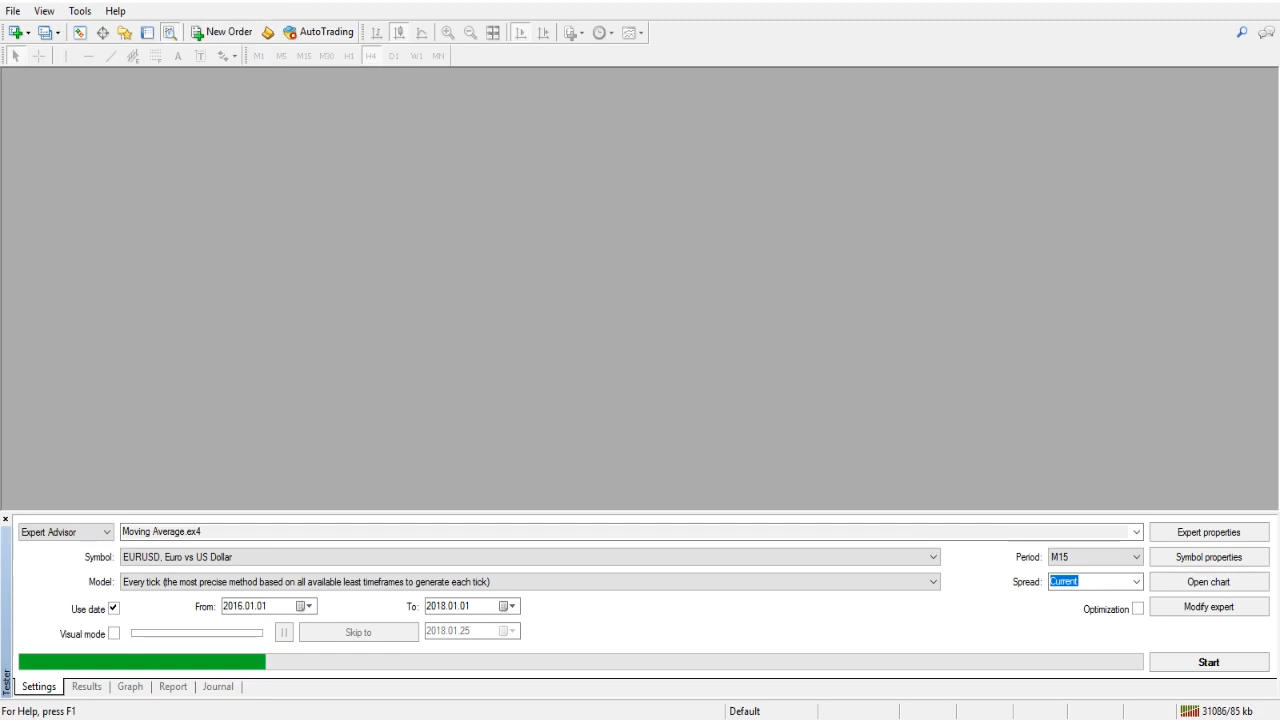 File View Tools Help
New Order AutoTrading
A T M1 M5 M15 M30 H1 H4 D1 W1 MN
Expert Advisor Moving Average.ex4 Expert properties
Symbol: EURUSD, Euro vs US Dollar Period: M15 Symbol properties
Model: Every tick (the most precise method based on all available least timeframes to generate each tick) Spread: Current Open chart
Use date From: 2016.01.01 To: 2018.01.01 Optimization Modify expert
Visual mode Skip to 2018.01.25
Start
Tester
Settings Results Graph Report Journal
For Help, press F1 Default 31086/85 kb